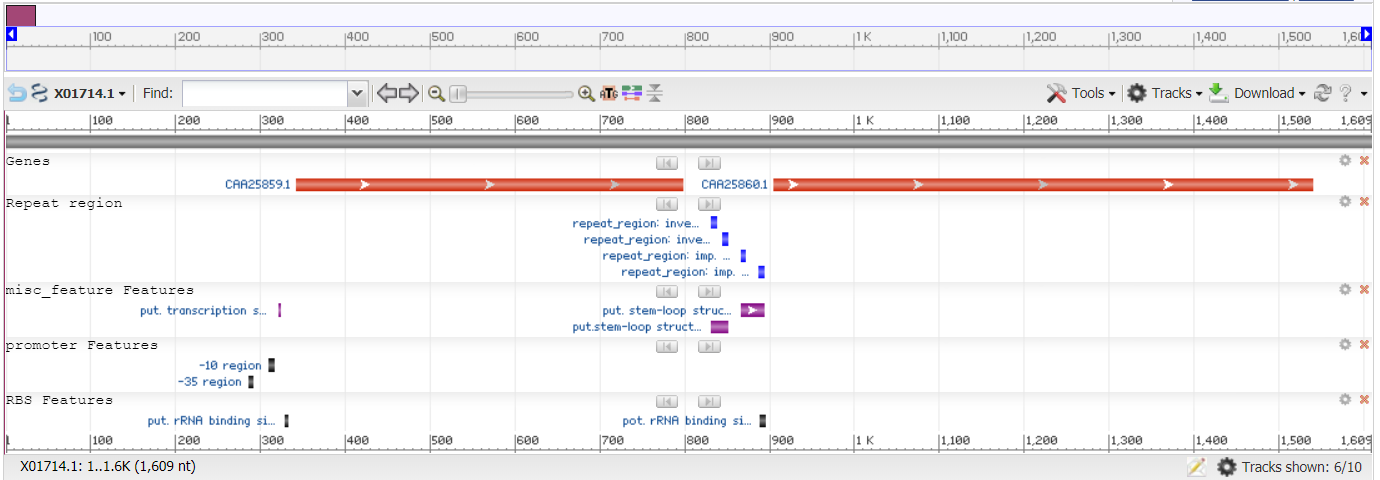 100 200 300 400 500 600 700 800 900 1 K 1,100 1,200 1,300 1,400 1,500 1,60
X01714.1 Find: ATG Tools Tracks Download ?
1 100 200 300 400 500 600 700 800 900 1 K 1,100 1,200 1,300 1,400 1,500 1,609
Genes
CAA25859.1 CAA25860.1
Repeat region
repeat_region: inve...
repeat_region: inve...
repeat_region: imp. ...
repeat_region: imp. ...
misc_feature Features
put. transcription s... put. stem-loop struc...
put.stem-loop struct...
promoter Features
-10 region
-35 region
RBS Features
put. rRNA binding si... pot. rRNA binding si...
1 100 200 300 400 500 600 700 800 900 1 K 1,100 1,200 1,300 1,400 1,500 1,609
X01714.1: 1..1.6K (1,609 nt) Tracks shown: 6/10